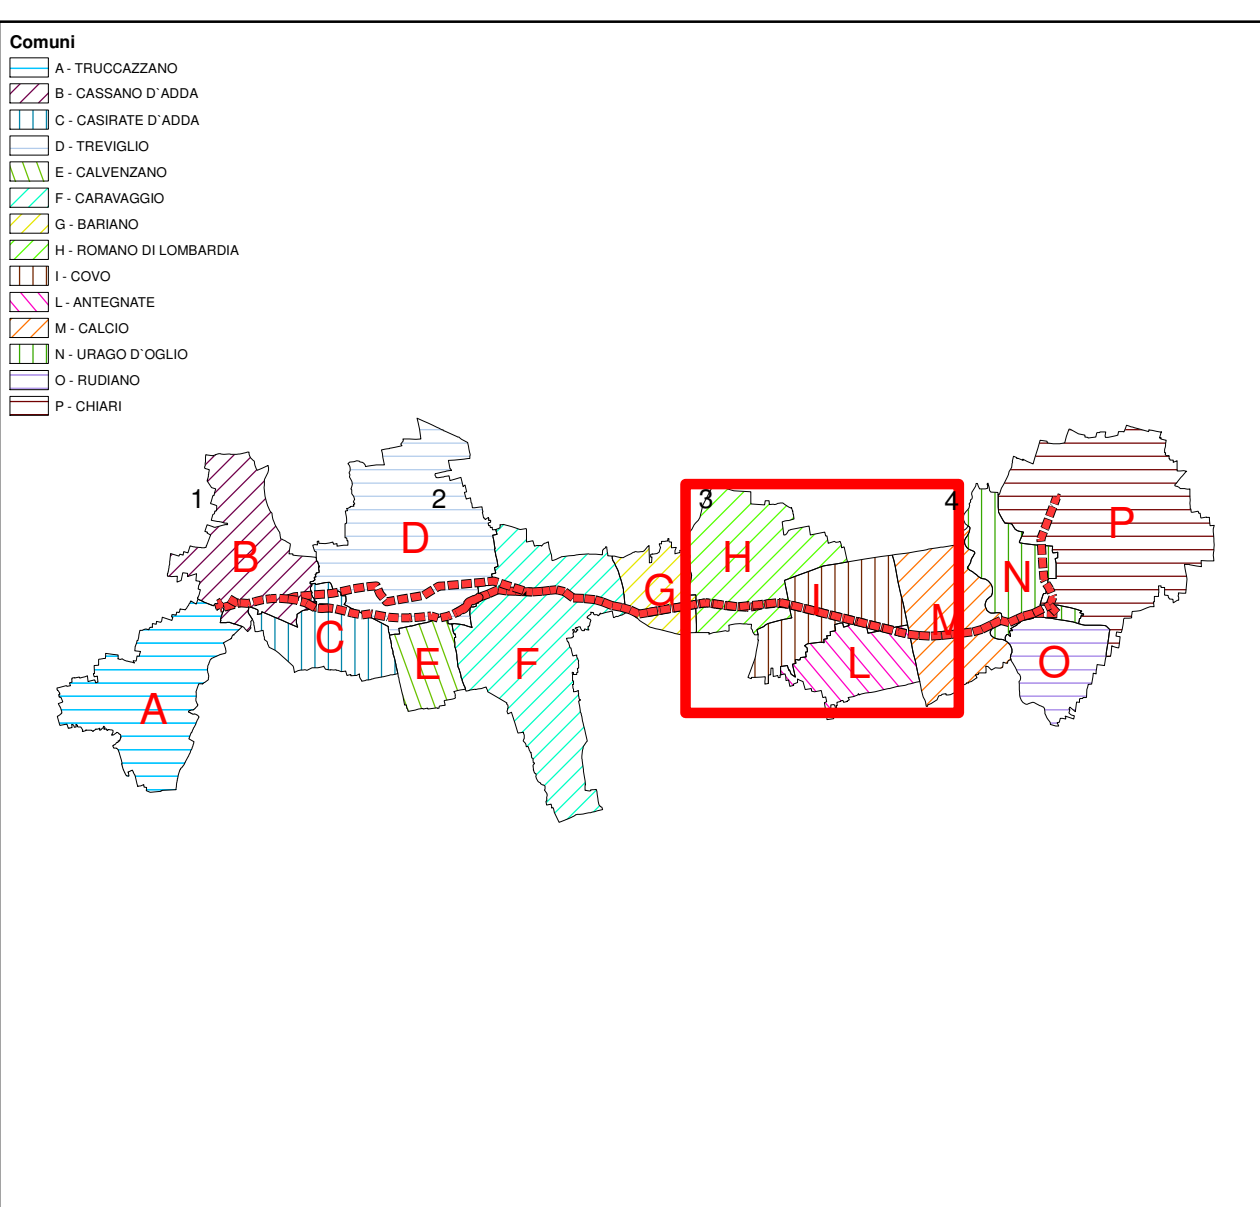 Comuni
A - TRUCCAZZANO
B - CASSANO D`ADDA
C - CASIRATE D`ADDA
D - TREVIGLIO
E - CALVENZANO
F - CARAVAGGIO
G - BARIANO
H - ROMANO DI LOMBARDIA
I - COVO
L - ANTEGNATE
M - CALCIO
N - URAGO D`OGLIO
O - RUDIANO
P - CHIARI
1 2 3 4
D P
B H
G I N
C M
E F L O
A